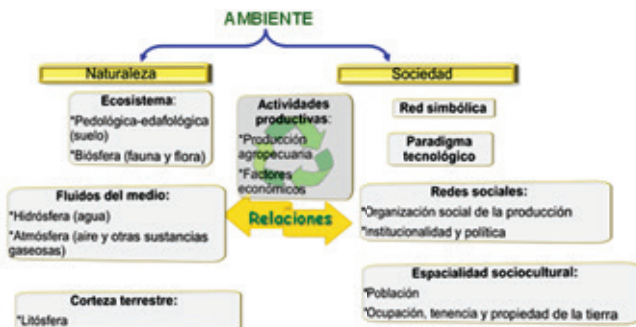 AMBIENTE
Naturaleza
Ecosistema:
*Pedológica-edafológica
(suelo)
*Biósfera (fauna y flora)
Fluidos del medio:
*Hidrósfera (agua)
*Atmósfera (aire y otras sustancias
gaseosas)
Corteza terrestre:
*Litósfera
Actividades
productivas:
*Producción
agropecuaria
*Factores
económicos
Relaciones
Sociedad
Red simbólica
Paradigma
tecnológico
Redes sociales:
*Organización social de la producción
*Institucionalidad y política
Espacialidad sociocultural:
*Población
*Ocupación, tenencia y propiedad de la tierra